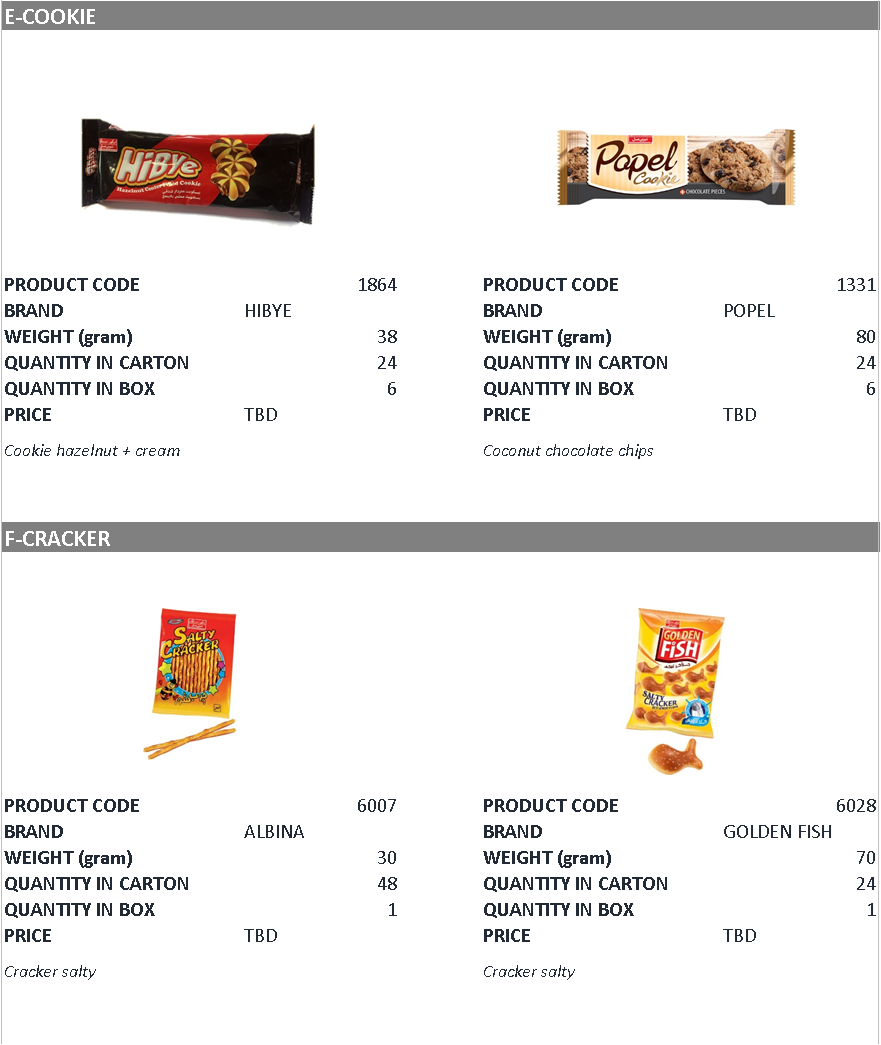 E-COOKIE
HiBye
Hazelnut Center Filled Cookie
Popel
Cookie
CHOCOLATE PIECES
PRODUCT CODE 1864
BRAND HIBYE
WEIGHT (gram) 38
QUANTITY IN CARTON 24
QUANTITY IN BOX 6
PRICE TBD
Cookie hazelnut + cream
PRODUCT CODE 1331
BRAND POPEL
WEIGHT (gram) 80
QUANTITY IN CARTON 24
QUANTITY IN BOX 6
PRICE TBD
Coconut chocolate chips
F-CRACKER
SALTY
CRACKER
GOLDEN
FISH
SALTY
CRACKER
PRODUCT CODE 6007
BRAND ALBINA
WEIGHT (gram) 30
QUANTITY IN CARTON 48
QUANTITY IN BOX 1
PRICE TBD
Cracker salty
PRODUCT CODE 6028
BRAND GOLDEN FISH
WEIGHT (gram) 70
QUANTITY IN CARTON 24
QUANTITY IN BOX 1
PRICE TBD
Cracker salty